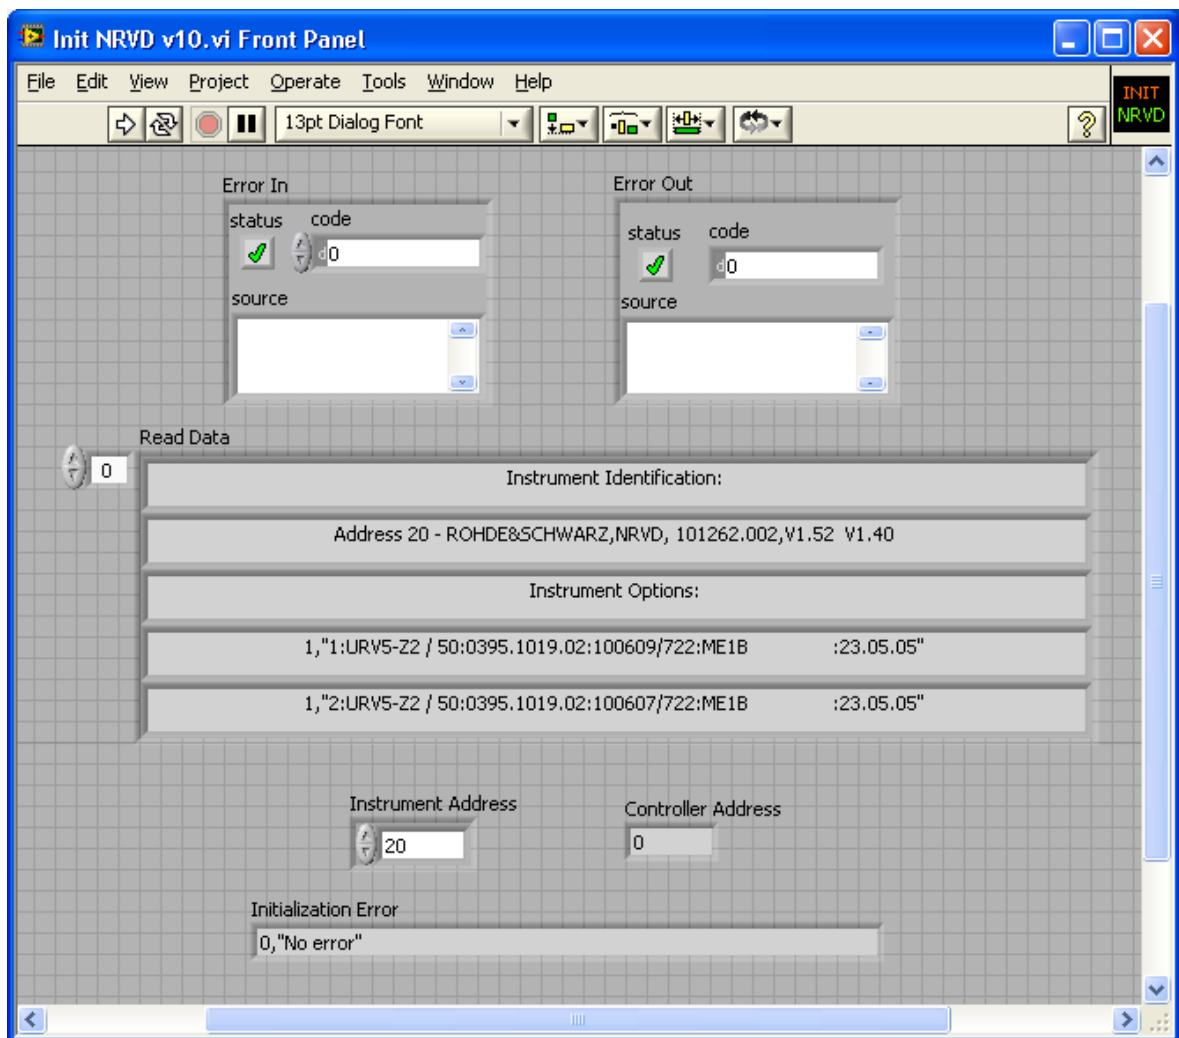 Init NRVD v10.vi Front Panel
File Edit View Project Operate Tools Window Help
INIT
NRVD
13pt Dialog Font
Error In
status code
d0
source
Error Out
status code
d0
source
Read Data
0
Instrument Identification:
Address 20 - ROHDE&SCHWARZ,NRVD, 101262.002,V1.52  V1.40
Instrument Options:
1,"1:URV5-Z2 / 50:0395.1019.02:100609/722:ME1B          :23.05.05"
1,"2:URV5-Z2 / 50:0395.1019.02:100607/722:ME1B          :23.05.05"
Instrument Address
20
Controller Address
0
Initialization Error
0,"No error"